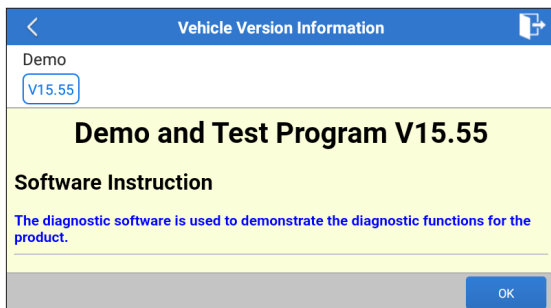 Vehicle Version Information
Demo
V15.55
Demo and Test Program V15.55
Software Instruction
The diagnostic software is used to demonstrate the diagnostic functions for the
product.
OK